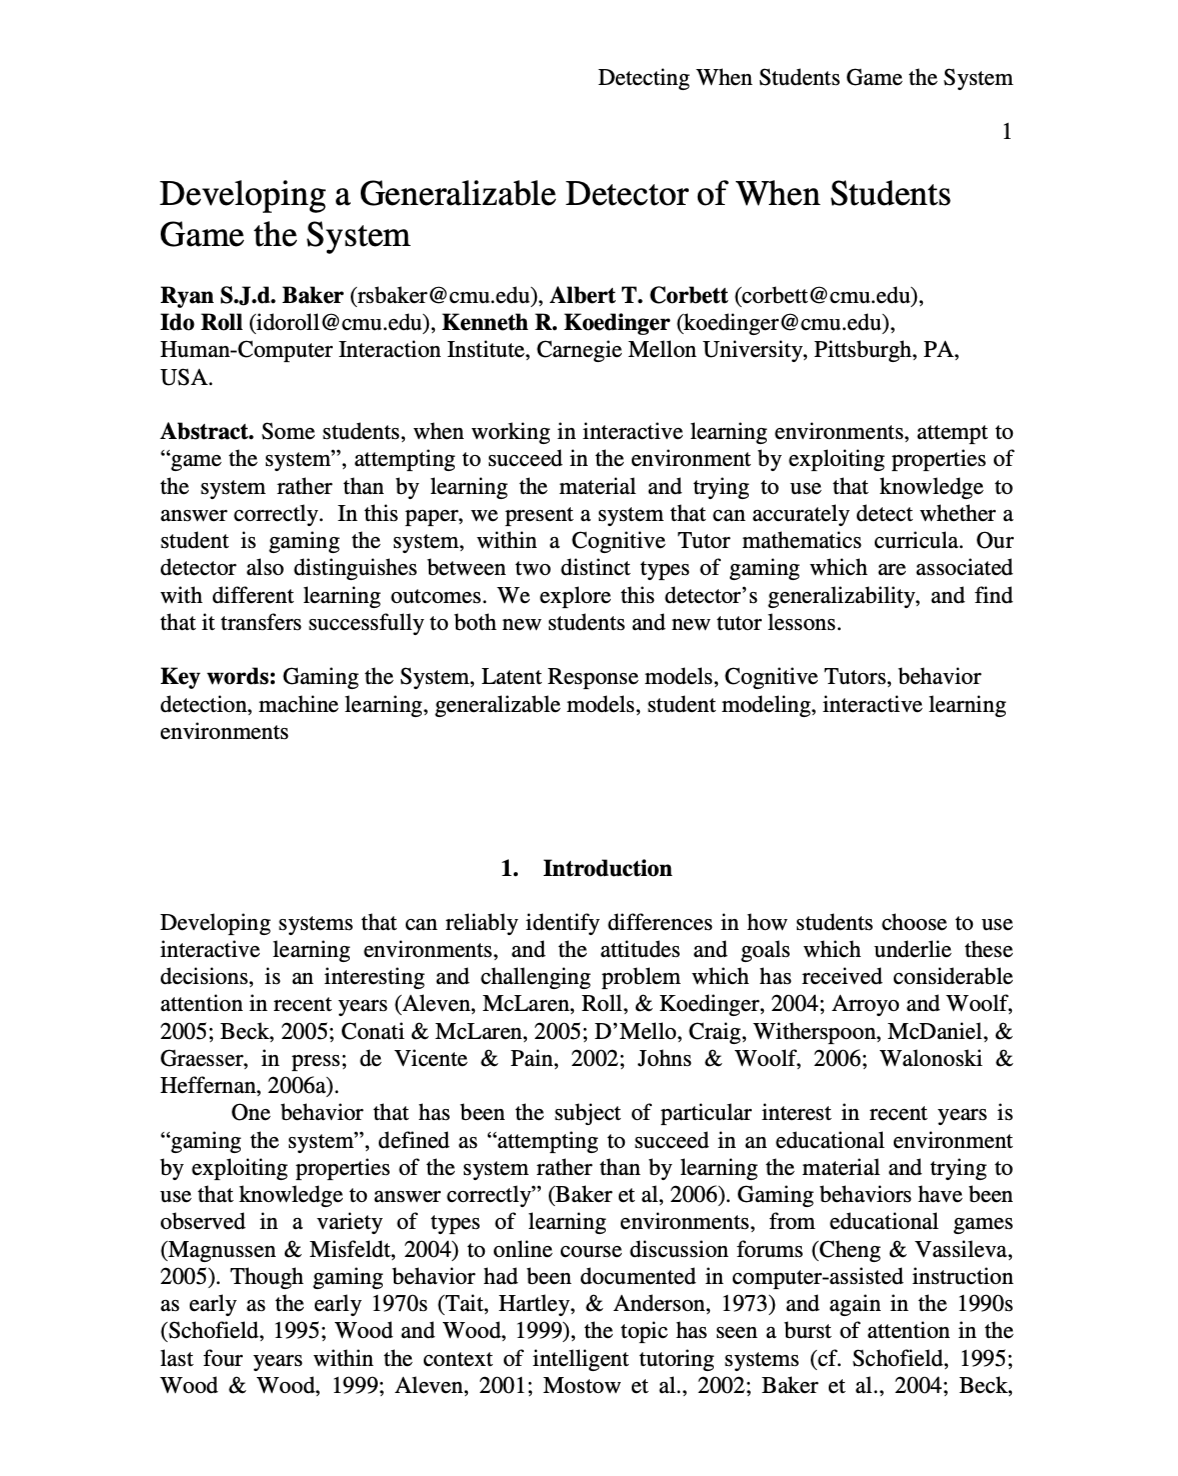 Detecting When Students Game the System
1
Developing a Generalizable Detector of When Students
Game the System
Ryan S.J.d. Baker (rsbaker@cmu.edu), Albert T. Corbett (corbett@cmu.edu),
Ido Roll (idoroll@cmu.edu), Kenneth R. Koedinger (koedinger@cmu.edu),
Human-Computer Interaction Institute, Carnegie Mellon University, Pittsburgh, PA,
USA.
Abstract. Some students, when working in interactive learning environments, attempt to
“game the system”, attempting to succeed in the environment by exploiting properties of
the system rather than by learning the material and trying to use that knowledge to
answer correctly. In this paper, we present a system that can accurately detect whether a
student is gaming the system, within a Cognitive Tutor mathematics curricula. Our
detector also distinguishes between two distinct types of gaming which are associated
with different learning outcomes. We explore this detector’s generalizability, and find
that it transfers successfully to both new students and new tutor lessons.
Key words: Gaming the System, Latent Response models, Cognitive Tutors, behavior
detection, machine learning, generalizable models, student modeling, interactive learning
environments
1. Introduction
Developing systems that can reliably identify differences in how students choose to use
interactive learning environments, and the attitudes and goals which underlie these
decisions, is an interesting and challenging problem which has received considerable
attention in recent years (Aleven, McLaren, Roll, & Koedinger, 2004; Arroyo and Woolf,
2005; Beck, 2005; Conati & McLaren, 2005; D’Mello, Craig, Witherspoon, McDaniel, &
Graesser, in press; de Vicente & Pain, 2002; Johns & Woolf, 2006; Walonoski &
Heffernan, 2006a).
One behavior that has been the subject of particular interest in recent years is
“gaming the system”, defined as “attempting to succeed in an educational environment
by exploiting properties of the system rather than by learning the material and trying to
use that knowledge to answer correctly” (Baker et al, 2006). Gaming behaviors have been
observed in a variety of types of learning environments, from educational games
(Magnussen & Misfeldt, 2004) to online course discussion forums (Cheng & Vassileva,
2005). Though gaming behavior had been documented in computer-assisted instruction
as early as the early 1970s (Tait, Hartley, & Anderson, 1973) and again in the 1990s
(Schofield, 1995; Wood and Wood, 1999), the topic has seen a burst of attention in the
last four years within the context of intelligent tutoring systems (cf. Schofield, 1995;
Wood & Wood, 1999; Aleven, 2001; Mostow et al., 2002; Baker et al., 2004; Beck,